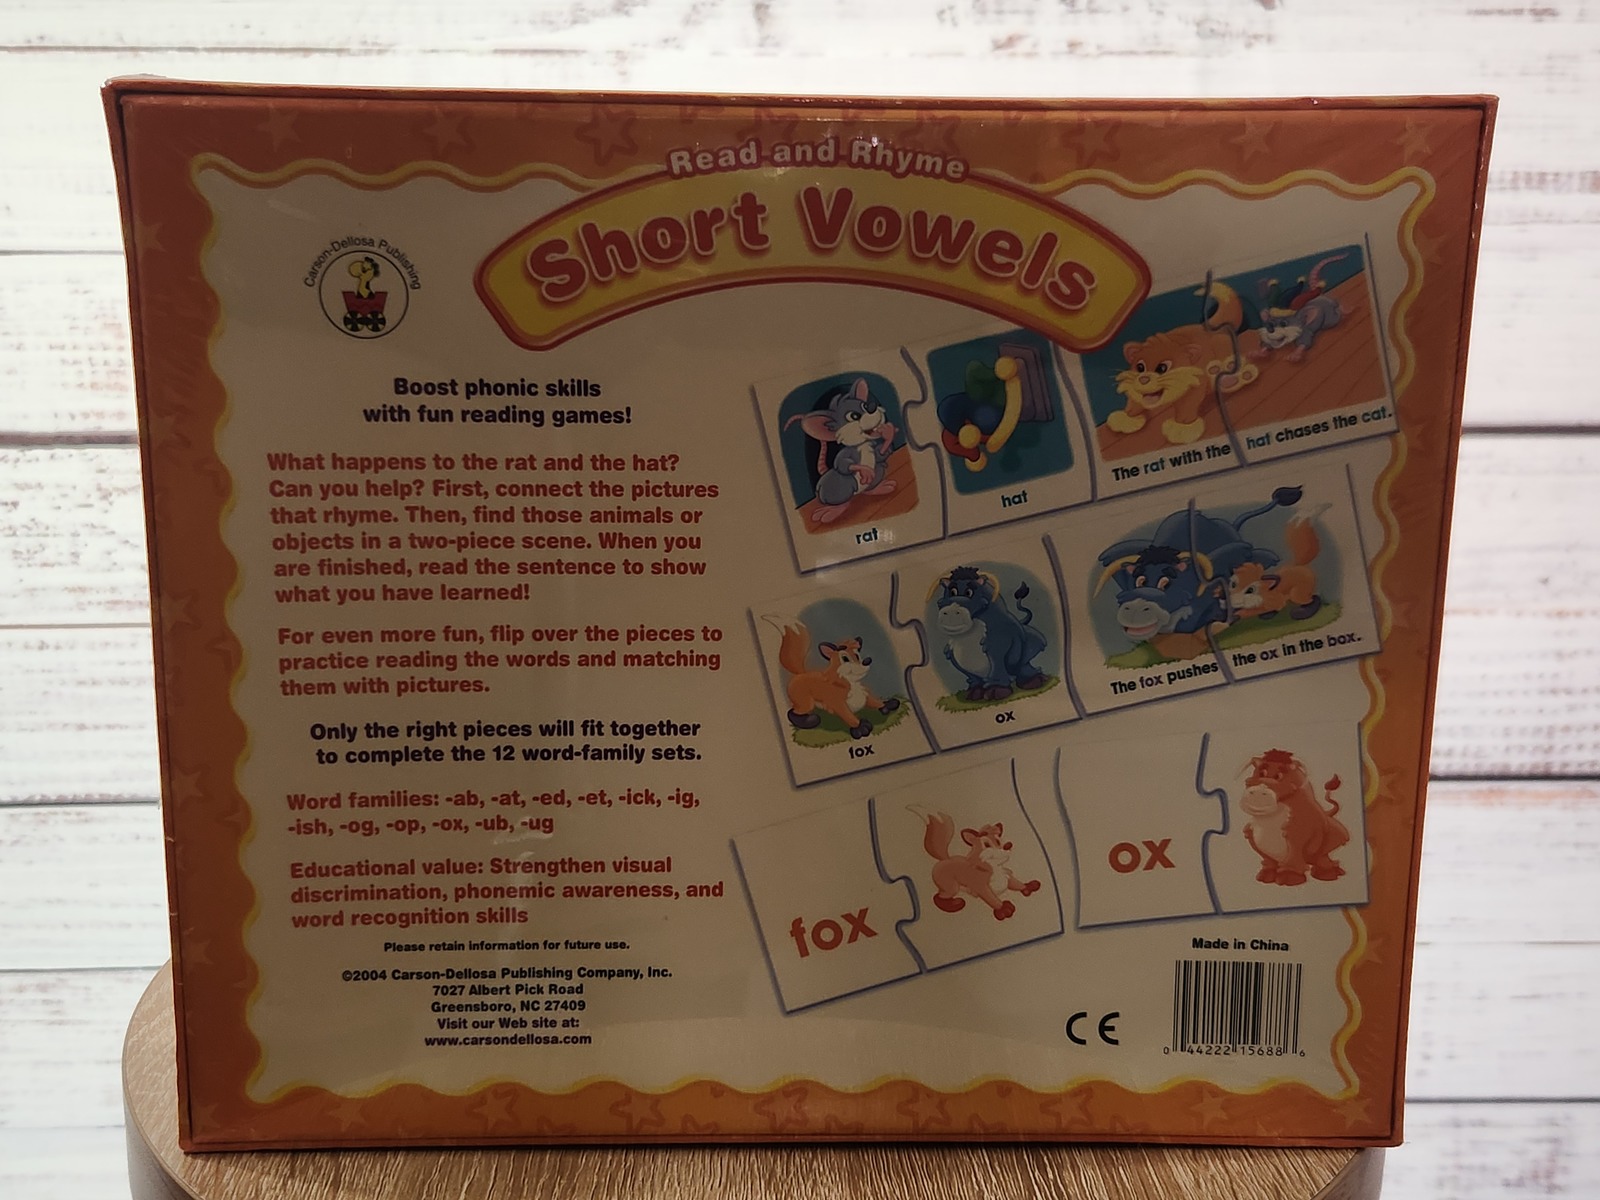 Read and Rhyme
Short Vowels
Carson-Dellosa Publishing
Boost phonic skills
with fun reading games!
What happens to the rat and the hat?
Can you help? First, connect the pictures
that rhyme. Then, find those animals or
objects in a two-piece scene. When you
are finished, read the sentence to show
what you have learned!
For even more fun, flip over the pieces to
practice reading the words and matching
them with pictures.
Only the right pieces will fit together
to complete the 12 word-family sets.
Word families: -ab, -at, -ed, -et, -ick, -ig,
-ish, -og, -op, -ox, -ub, -ug
Educational value: Strengthen visual
discrimination, phonemic awareness, and
word recognition skills
Please retain information for future use.
©2004 Carson-Dellosa Publishing Company, Inc.
7027 Albert Pick Road
Greensboro, NC 27409
Visit our Web site at:
www.carsondellosa.com
rat
hat
The rat with the hat chases the cat.
fox
ox
The fox pushes the ox in the box.
fox
ox
Made in China
CE
0 44222 15688 6